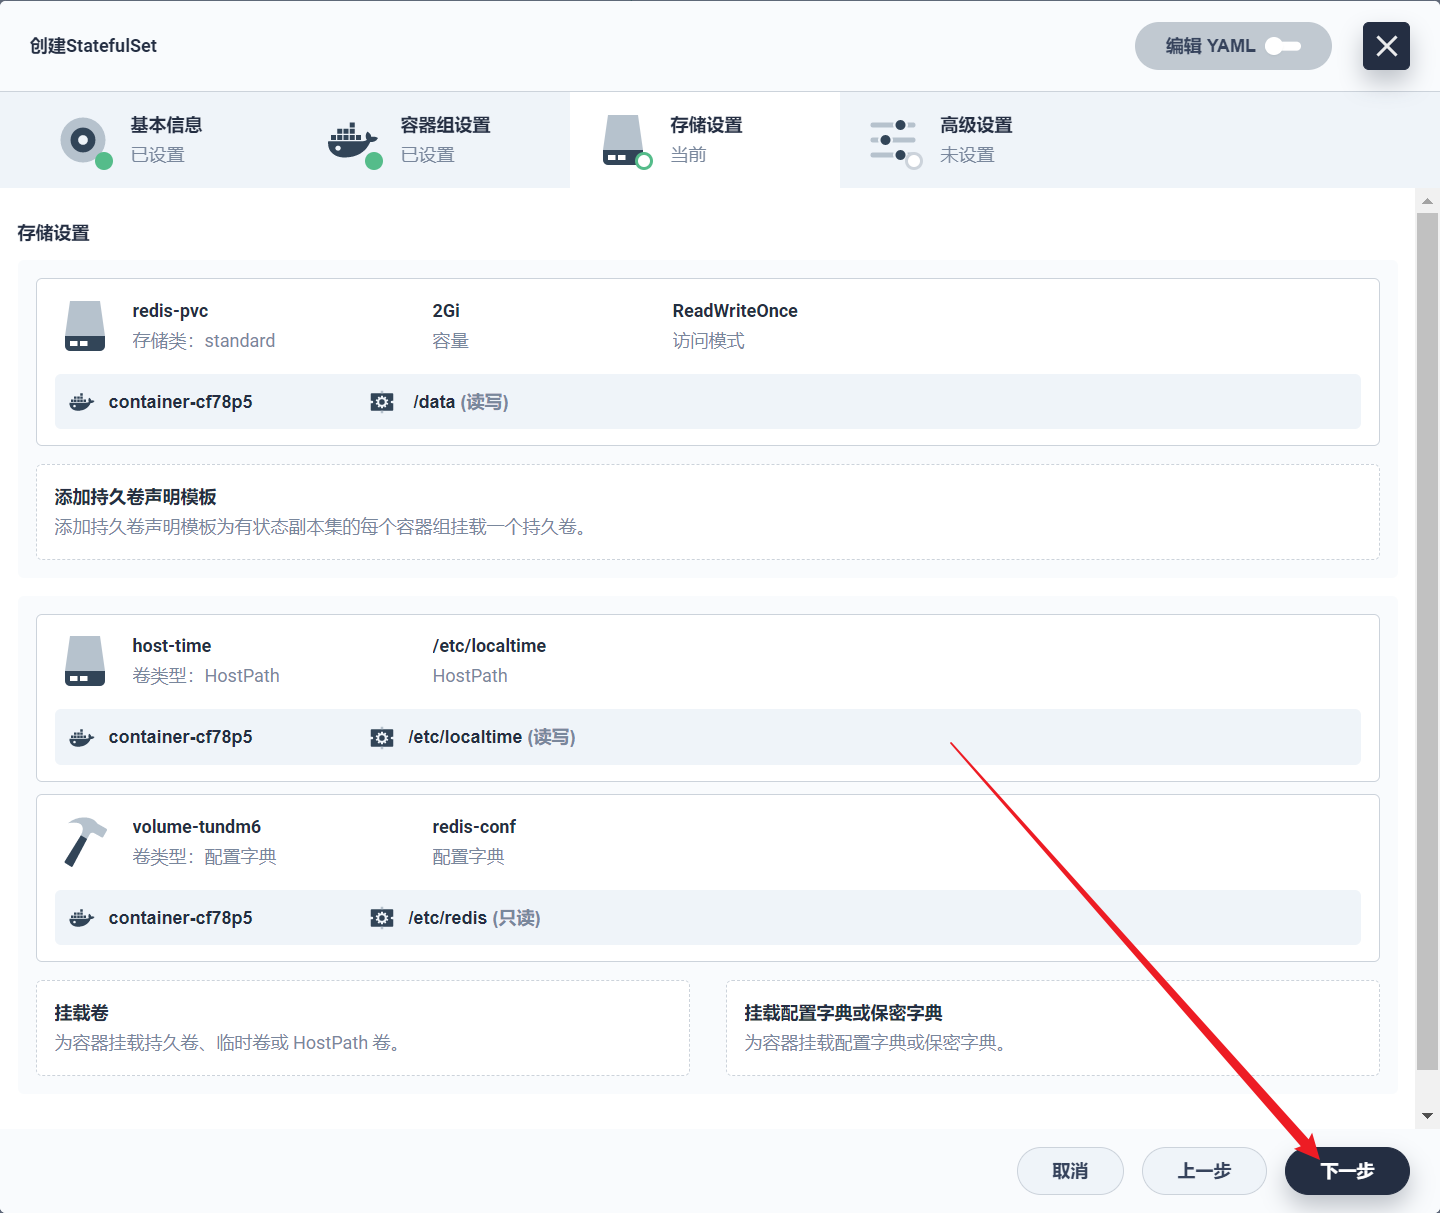 创建StatefulSet
编辑 YAML
基本信息
已设置
容器组设置
已设置
存储设置
当前
高级设置
未设置
存储设置
redis-pvc
存储类：standard
2Gi
容量
ReadWriteOnce
访问模式
container-cf78p5
/data (读写)
添加持久卷声明模板
添加持久卷声明模板为有状态副本集的每个容器组挂载一个持久卷。
host-time
卷类型：HostPath
/etc/localtime
HostPath
container-cf78p5
/etc/localtime (读写)
volume-tundm6
卷类型：配置字典
redis-conf
配置字典
container-cf78p5
/etc/redis (只读)
挂载卷
为容器挂载持久卷、临时卷或 HostPath 卷。
挂载配置字典或保密字典
为容器挂载配置字典或保密字典。
取消
上一步
下一步